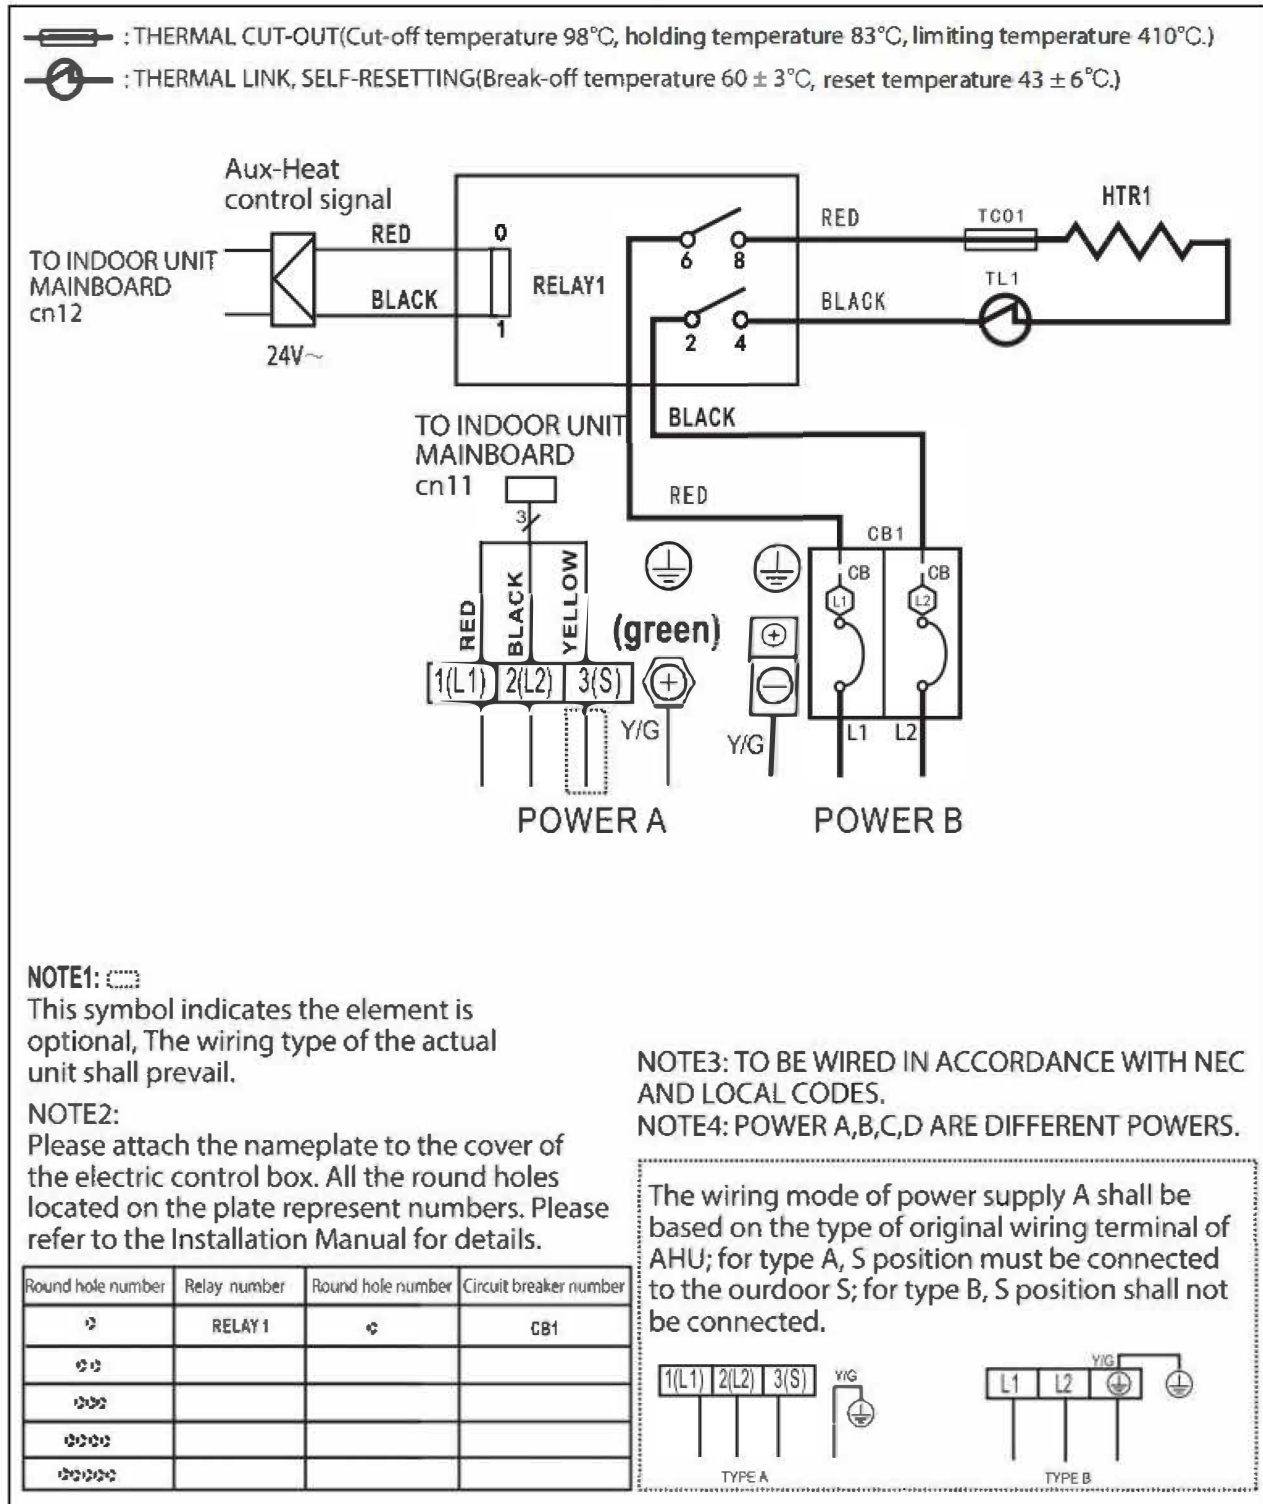 : THERMAL CUT-OUT(Cut-off temperature 98°C, holding temperature 83°C, limiting temperature 410°C.)
: THERMAL LINK, SELF-RESETTING(Break-off temperature 60 ± 3°C, reset temperature 43 ± 6°C.)
Aux-Heat
control signal
TO INDOOR UNIT
MAINBOARD
cn12
RED
BLACK
24V~
0
1
RELAY1
6 8
2 4
RED
BLACK
TCO1
HTR1
TL1
TO INDOOR UNIT
MAINBOARD
cn11
3
BLACK
RED
CB1
CB CB
L1 L2
RED
BLACK
YELLOW
(green)
1(L1) 2(L2) 3(S)
Y/G
Y/G
L1 L2
POWER A
POWER B
NOTE1:
This symbol indicates the element is
optional, The wiring type of the actual
unit shall prevail.
NOTE2:
Please attach the nameplate to the cover of
the electric control box. All the round holes
located on the plate represent numbers. Please
refer to the Installation Manual for details.
Round hole number Relay number Round hole number Circuit breaker number
RELAY1 CB1
NOTE3: TO BE WIRED IN ACCORDANCE WITH NEC
AND LOCAL CODES.
NOTE4: POWER A,B,C,D ARE DIFFERENT POWERS.
The wiring mode of power supply A shall be
based on the type of original wiring terminal of
AHU; for type A, S position must be connected
to the ourdoor S; for type B, S position shall not
be connected.
1(L1) 2(L2) 3(S)
Y/G
TYPE A
L1 L2
Y/G
TYPE B